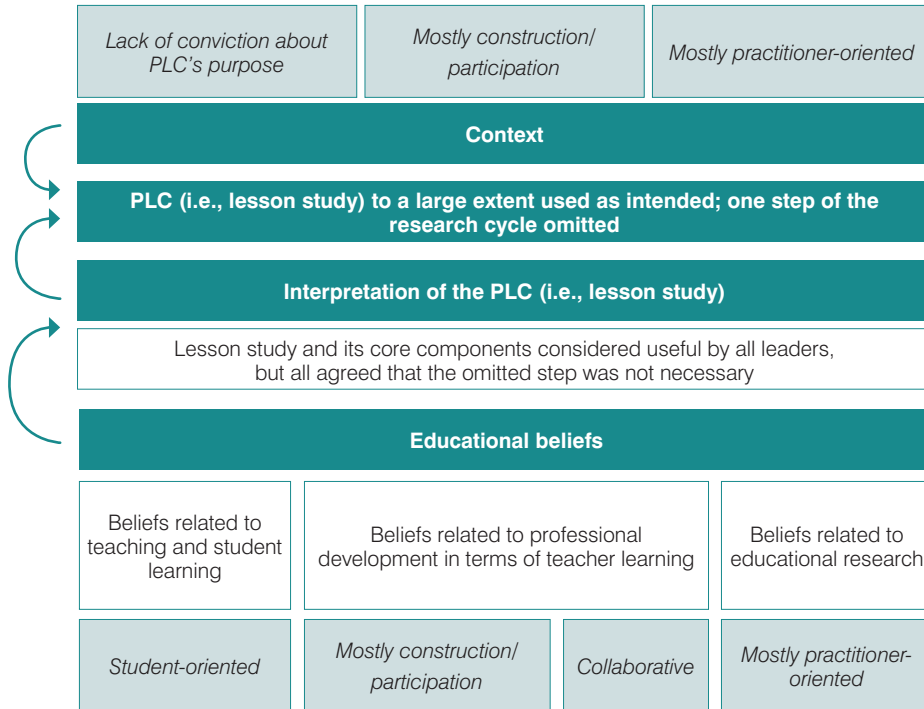 Lack of conviction about
PLC's purpose
Mostly construction/
participation
Mostly practitioner-oriented
Context
PLC (i.e., lesson study) to a large extent used as intended; one step of the
research cycle omitted
Interpretation of the PLC (i.e., lesson study)
Lesson study and its core components considered useful by all leaders,
but all agreed that the omitted step was not necessary
Educational beliefs
Beliefs related to
teaching and student
learning
Beliefs related to professional
development in terms of teacher learning
Beliefs related to
educational research
Student-oriented
Mostly construction/
participation
Collaborative
Mostly practitioner-
oriented